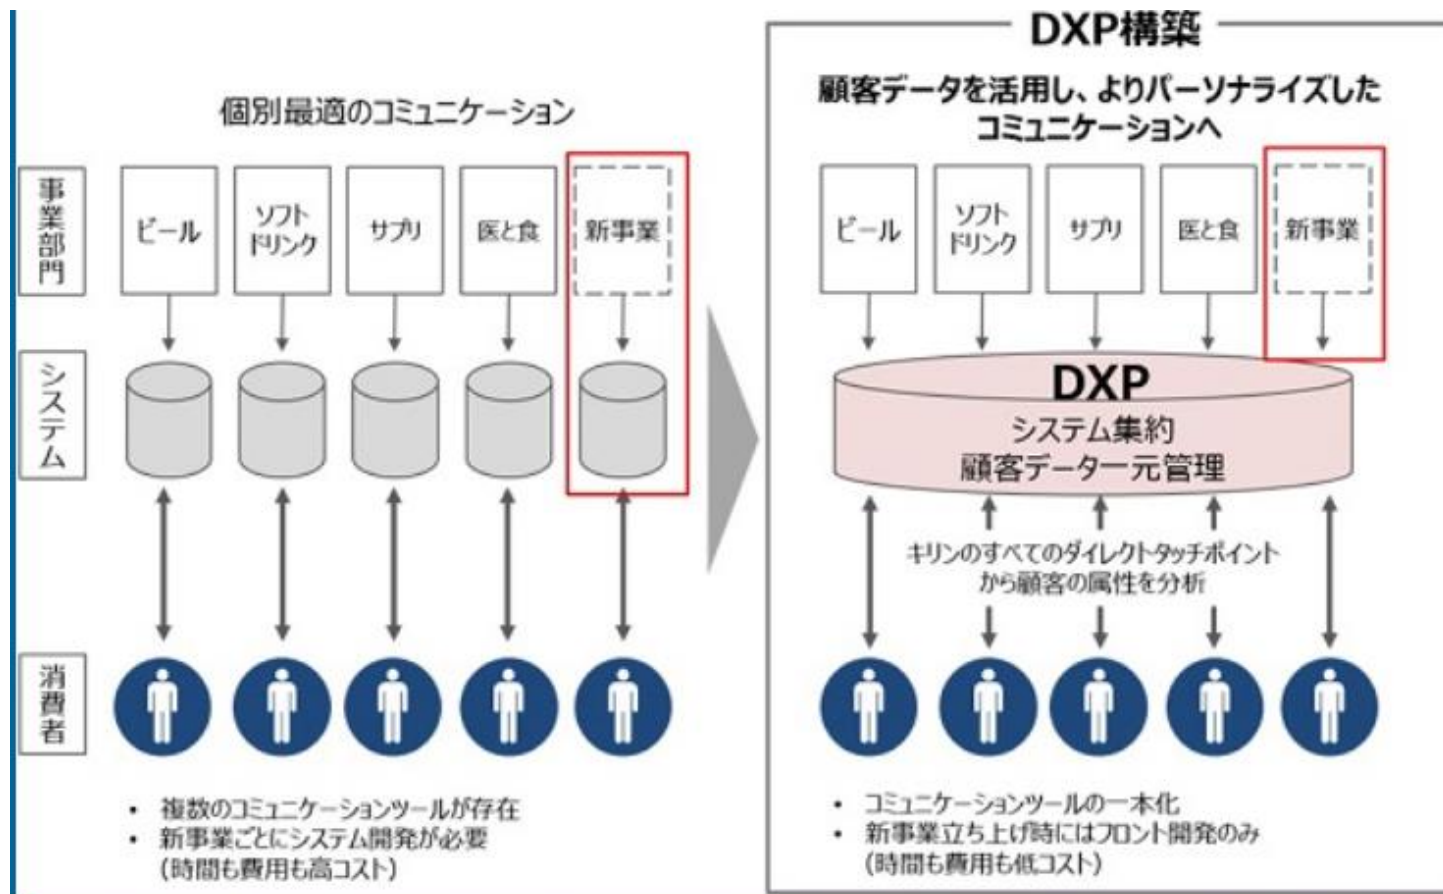 個別最適のコミュニケーション
事業部門
ビール
ソフト
ドリンク
サプリ
医と食
新事業
システム
消費者
• 複数のコミュニケーションツールが存在
• 新事業ごとにシステム開発が必要
(時間も費用も高コスト)
DXP構築
顧客データを活用し、よりパーソナライズした
コミュニケーションへ
ビール
ソフト
ドリンク
サプリ
医と食
新事業
DXP
システム集約
顧客データ一元管理
キリンのすべてのダイレクトタッチポイント
から顧客の属性を分析
• コミュニケーションツールの一本化
• 新事業立ち上げ時にはフロント開発のみ
(時間も費用も低コスト)